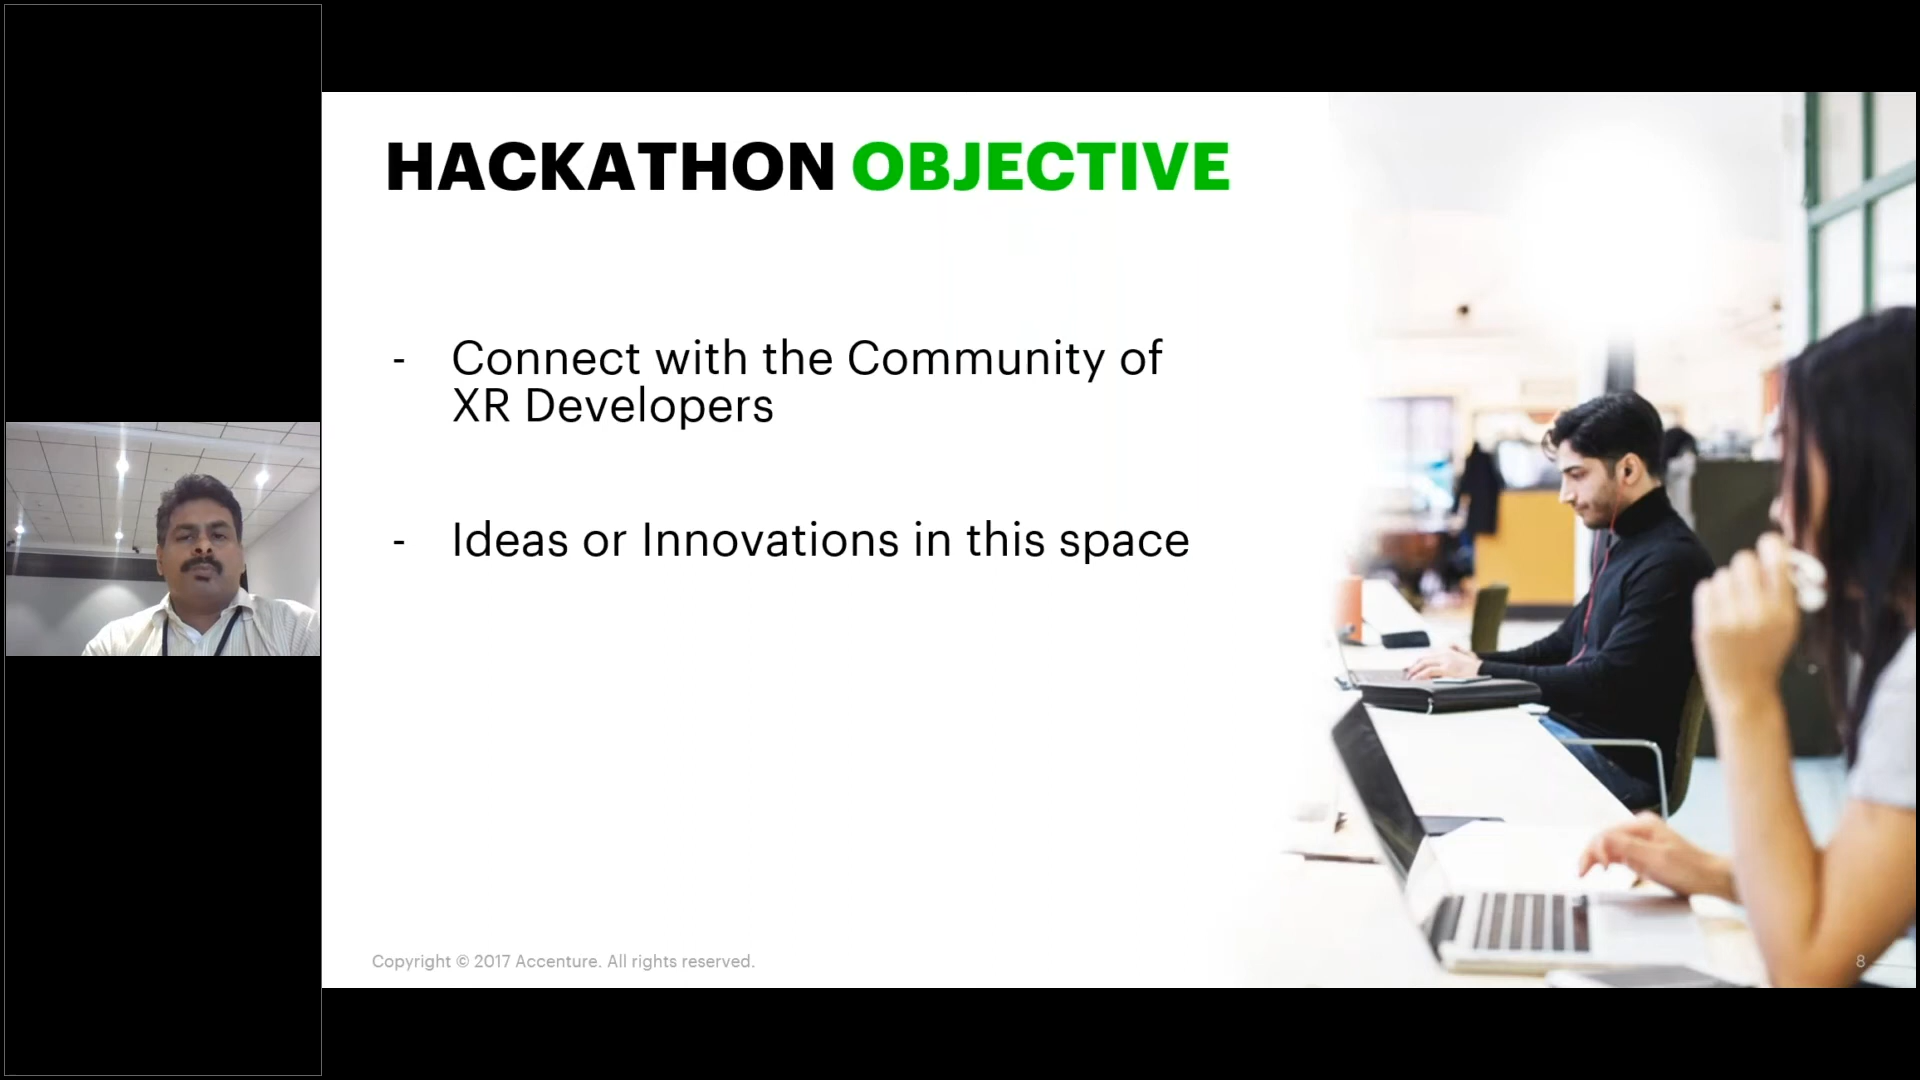 HACKATHON OBJECTIVE
- Connect with the Community of
XR Developers
- Ideas or Innovations in this space
Copyright © 2017 Accenture. All rights reserved.
8